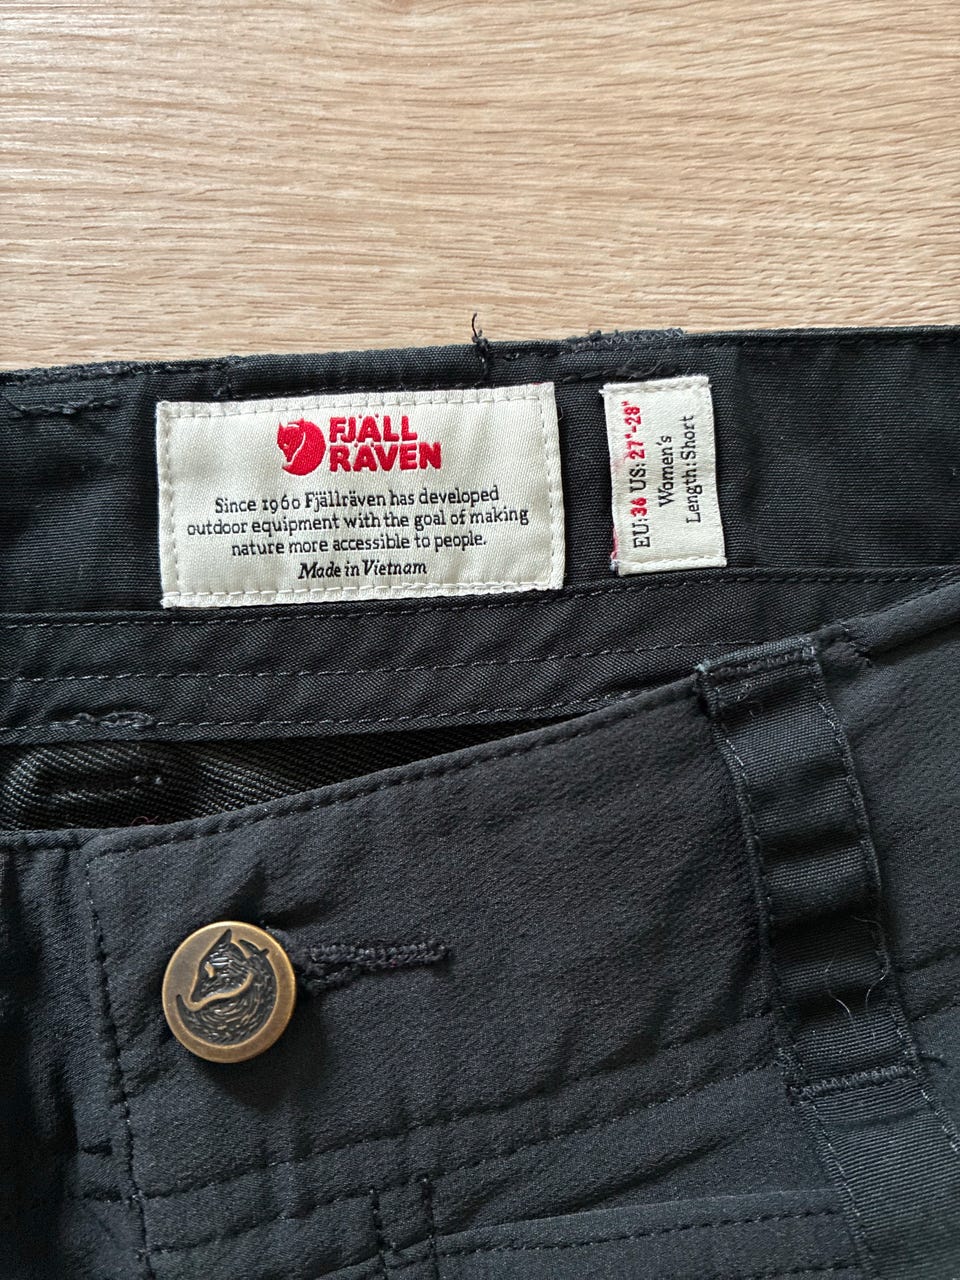 FJÄLL
RÄVEN
Since 1960 Fjällräven has developed
outdoor equipment with the goal of making
nature more accessible to people.
Made in Vietnam
EU:36 US:27"-28"
Women's
Length:Short